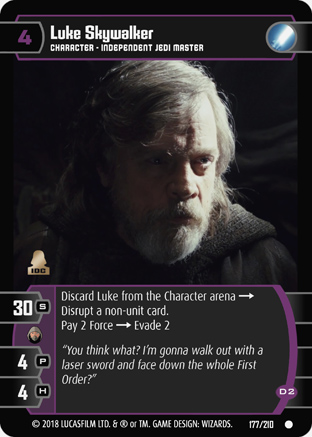 4 Luke Skywalker
CHARACTER • INDEPENDENT JEDI MASTER
IDC
30 S
Discard Luke from the Character arena →
Disrupt a non-unit card.
Pay 2 Force → Evade 2
4 P
"You think what? I'm gonna walk out with a
laser sword and face down the whole First
Order?"
4 H
D2
© 2018 LUCASFILM LTD. & ® or TM. GAME DESIGN: WIZARDS. 177/210